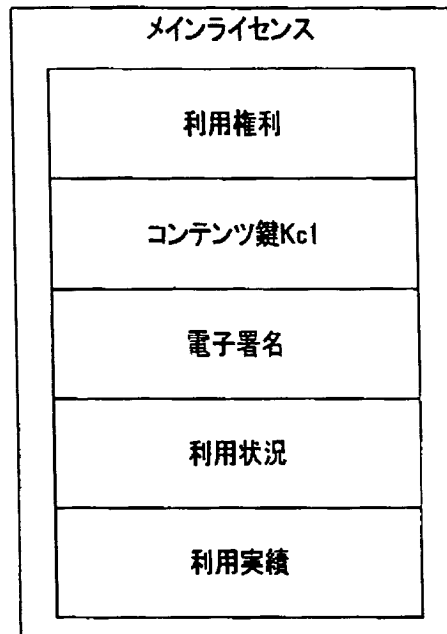 メインライセンス
利用権利
コンテンツ鍵Kc1
電子署名
利用状況
利用実績